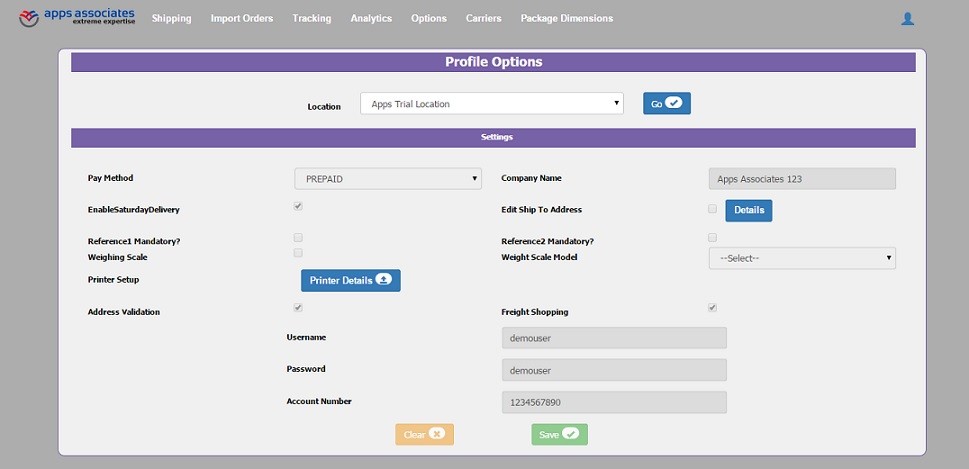 apps associates
extreme expertise
Shipping Import Orders Tracking Analytics Options Carriers Package Dimensions
Profile Options
Location Apps Trial Location Go
Settings
Pay Method PREPAID Company Name Apps Associates 123
EnableSaturdayDelivery Edit Ship To Address Details
Reference1 Mandatory? Reference2 Mandatory?
Weighing Scale Weight Scale Model --Select--
Printer Setup Printer Details
Address Validation Freight Shopping
Username demouser
Password demouser
Account Number 1234567890
Clear Save